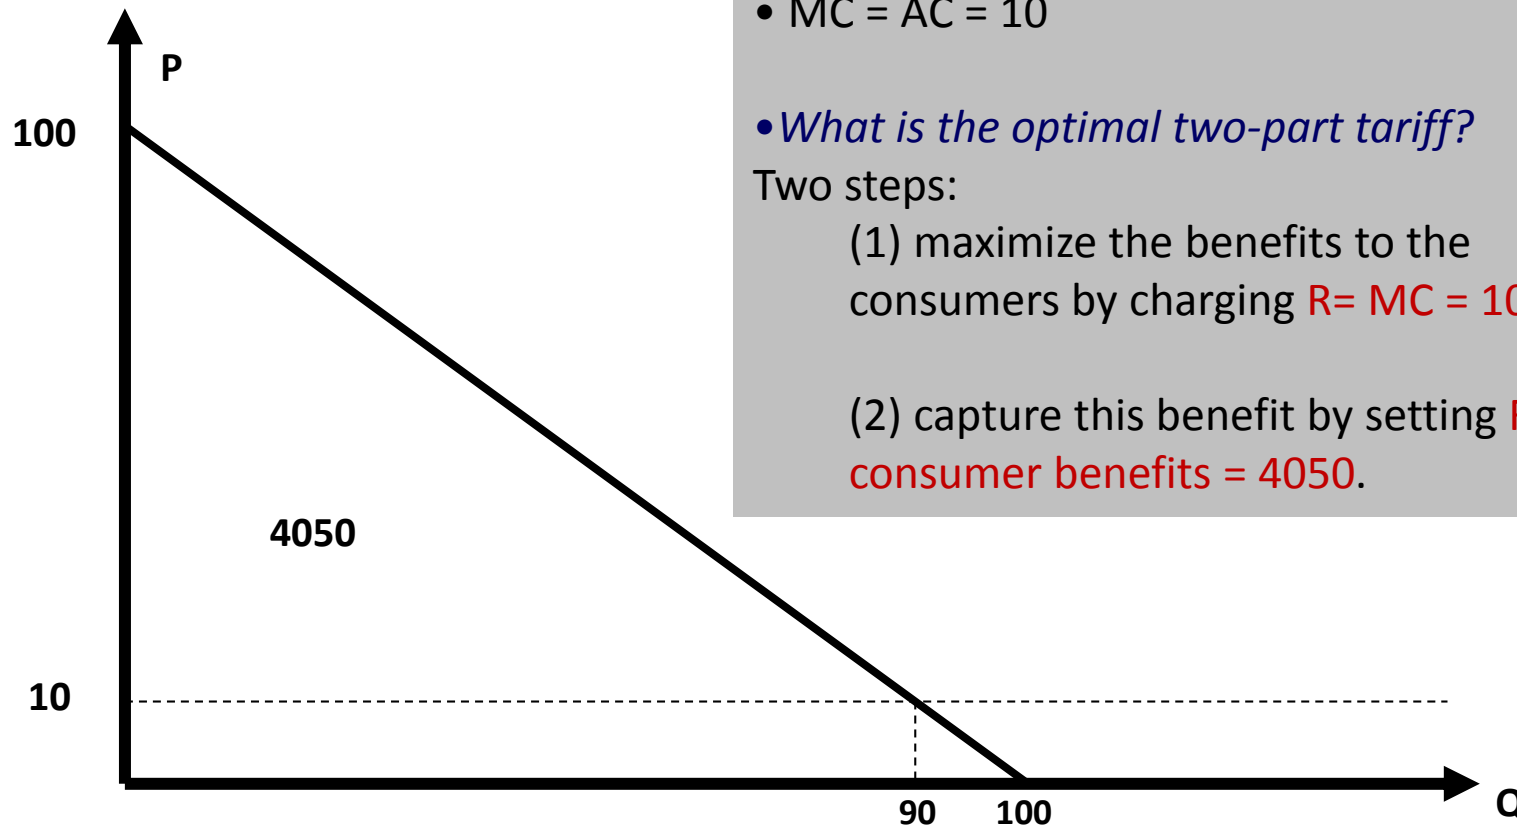 • MC = AC = 10
P
100
•What is the optimal two-part tariff?
Two steps:
(1) maximize the benefits to the
consumers by charging R= MC = 10
(2) capture this benefit by setting F
consumer benefits = 4050.
4050
10
90 100
Q